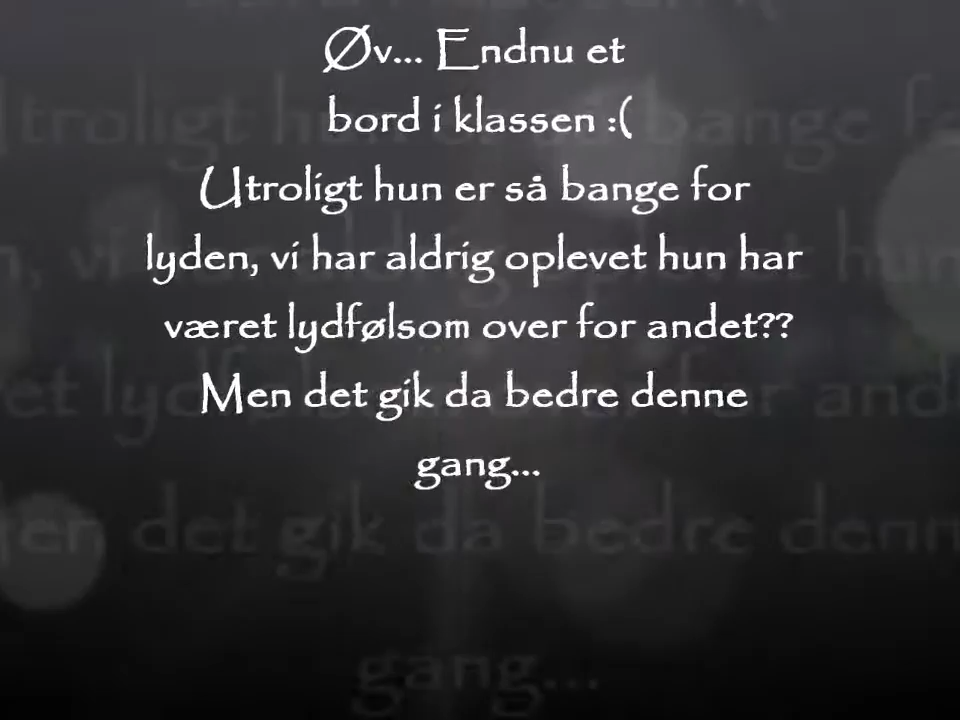 Øv... Endnu et
bord i klassen :(
Utroligt hun er så bange for
lyden, vi har aldrig oplevet hun har
været lydfølsom over for andet??
Men det gik da bedre denne
gang...